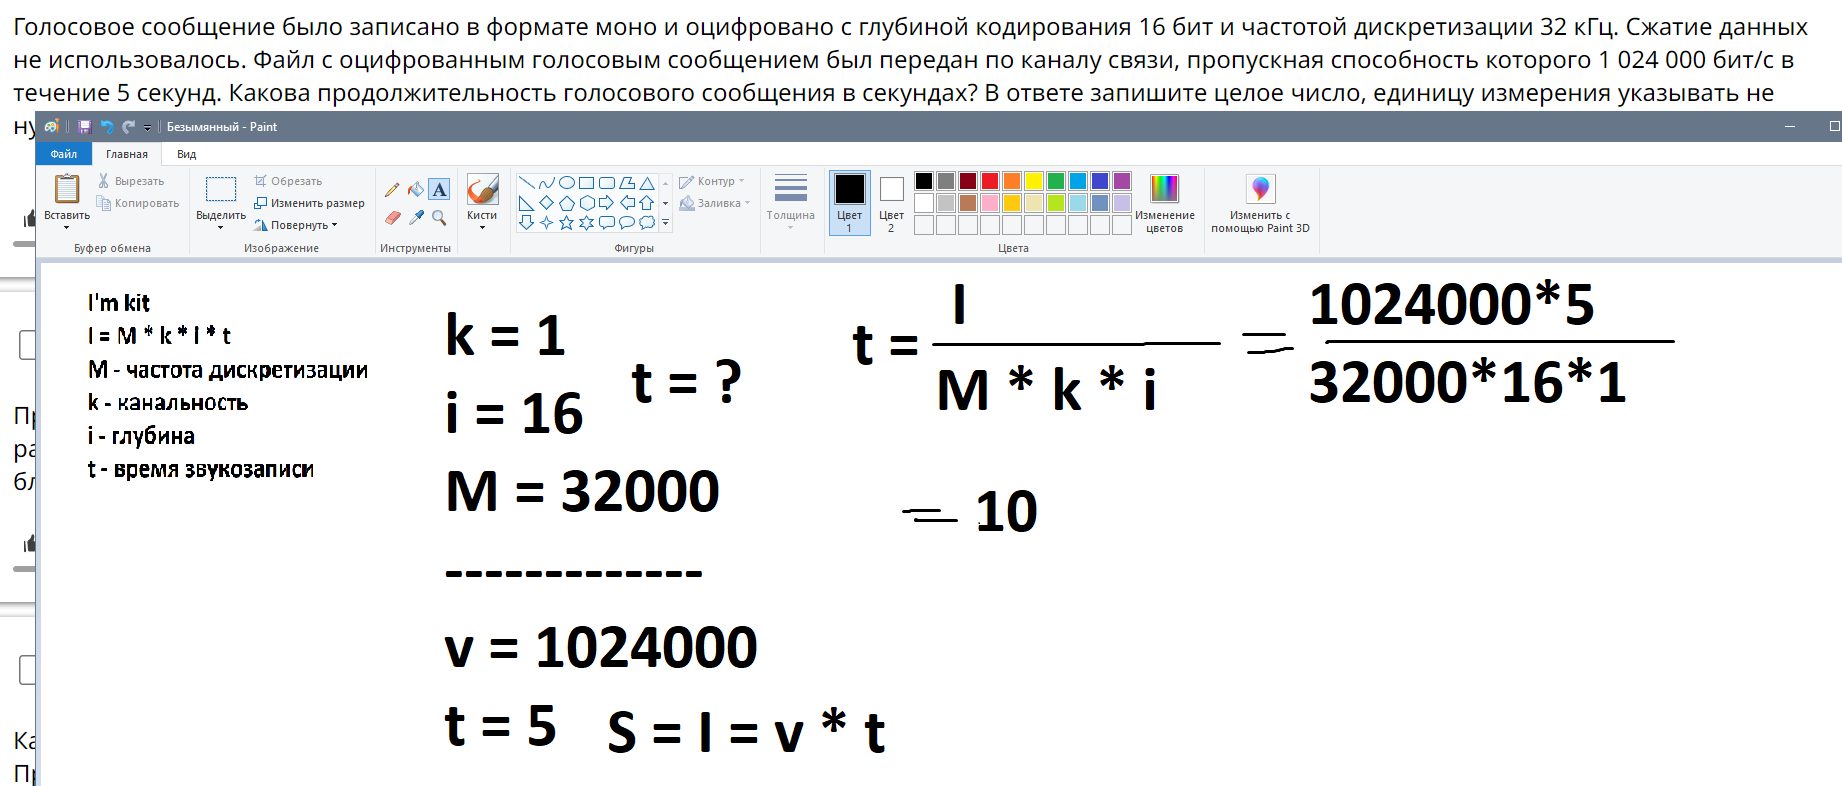 Голосовое сообщение было записано в формате моно и оцифровано с глубиной кодирования 16 бит и частотой дискретизации 32 кГц. Сжатие данных
не использовалось. Файл с оцифрованным голосовым сообщением был передан по каналу связи, пропускная способность которого 1 024 000 бит/с в
течение 5 секунд. Какова продолжительность голосового сообщения в секундах? В ответе запишите целое число, единицу измерения указывать не
ну
Безымянный - Paint
Файл Главная Вид
Вставить
Вырезать
Копировать
Буфер обмена
Выделить
Обрезать
Изменить размер
Повернуть
Изображение
A
Инструменты
Кисти
Контур
Заливка
Фигуры
Толщина
Цвет
1
Цвет
2
Изменение
цветов
Цвета
Изменить с
помощью Paint 3D
I'm kit
I = M * k * I * t
M - частота дискретизации
k - канальность
i - глубина
t - время звукозаписи
k = 1
i = 16
t = ?
M = 32000
-------------
v = 1024000
t = 5
S = I = v * t
I
t = =
M * k * i
1024000*5
32000*16*1
= 10
Пр
ра
бл
Ка
Пр